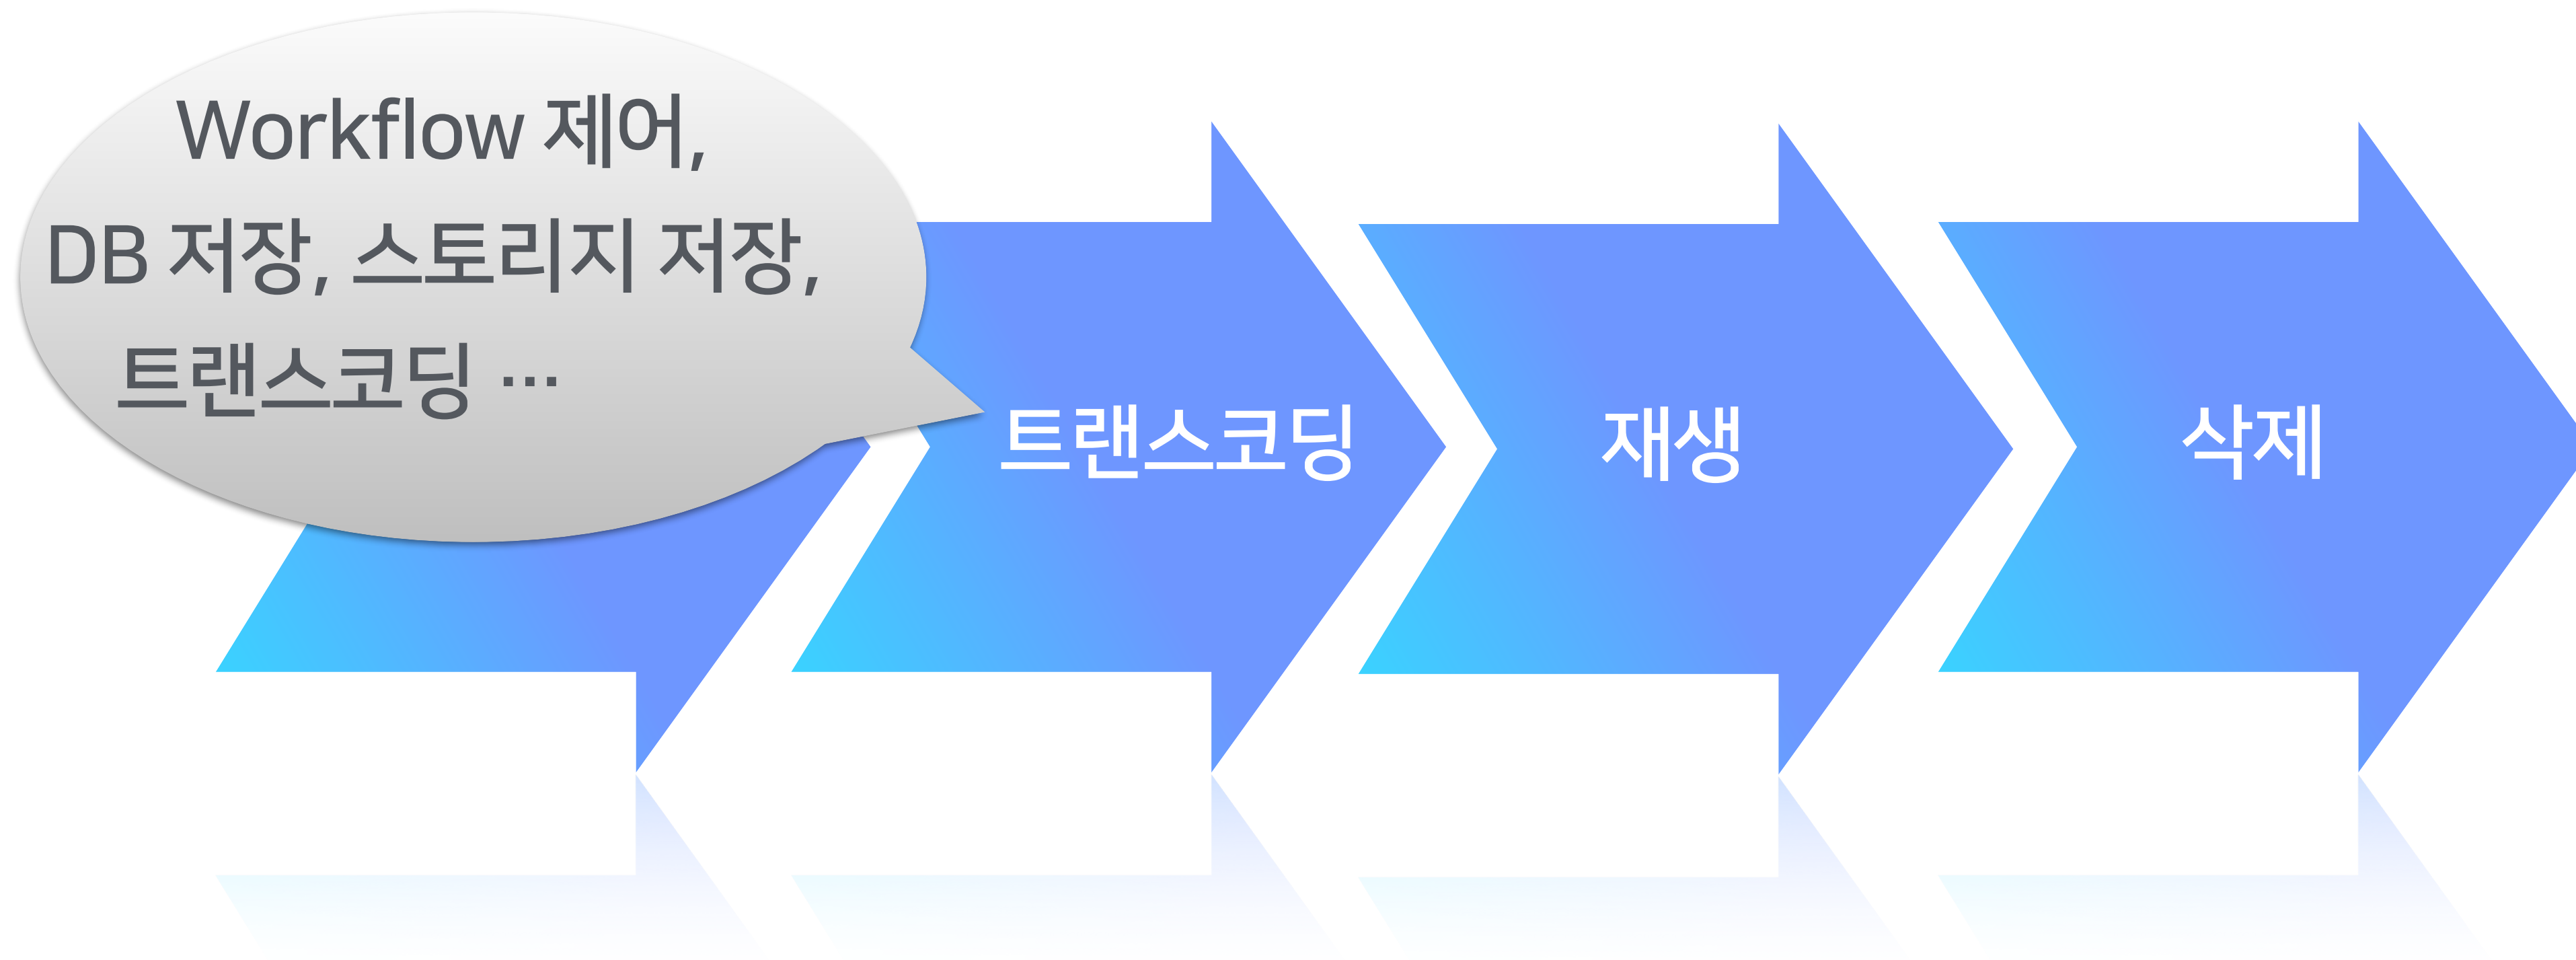 Workflow 제어,
DB 저장, 스토리지 저장,
트랜스코딩 …
트랜스코딩
재생
삭제